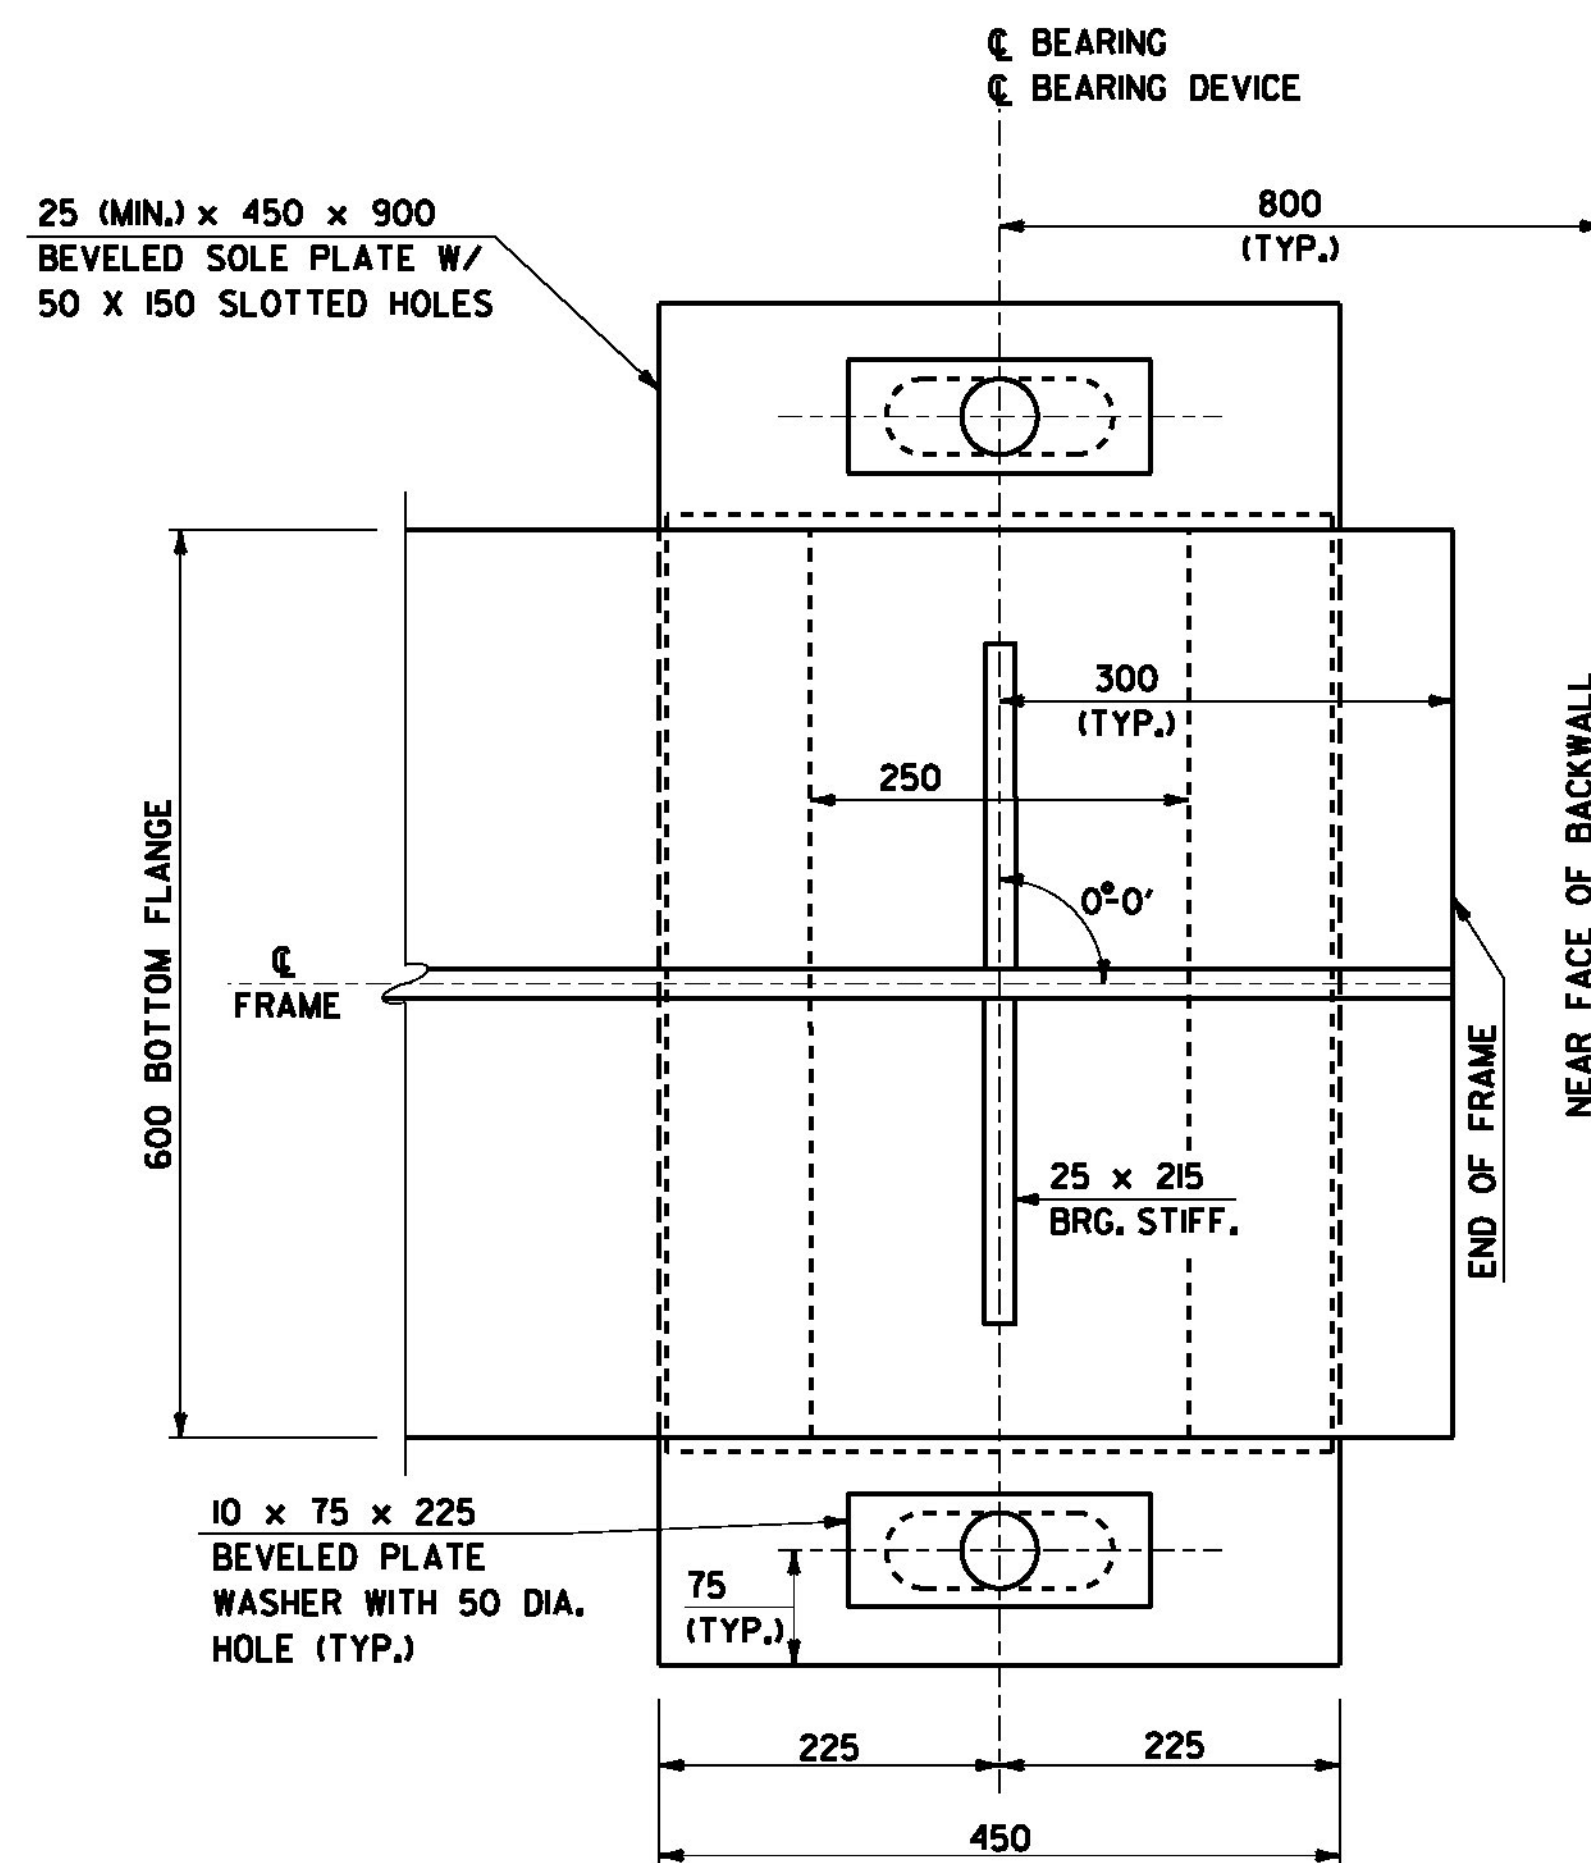 ℄ BEARING
℄ BEARING DEVICE
800
(TYP.)
25 (MIN.) x 450 x 900
BEVELED SOLE PLATE W/
50 X 150 SLOTTED HOLES
300
(TYP.)
250
0°-0'
600 BOTTOM FLANGE
℄
FRAME
NEAR FACE OF BACKWALL
END OF FRAME
25 x 215
BRG. STIFF.
10 x 75 x 225
BEVELED PLATE
WASHER WITH 50 DIA.
HOLE (TYP.)
75
(TYP.)
225
225
450